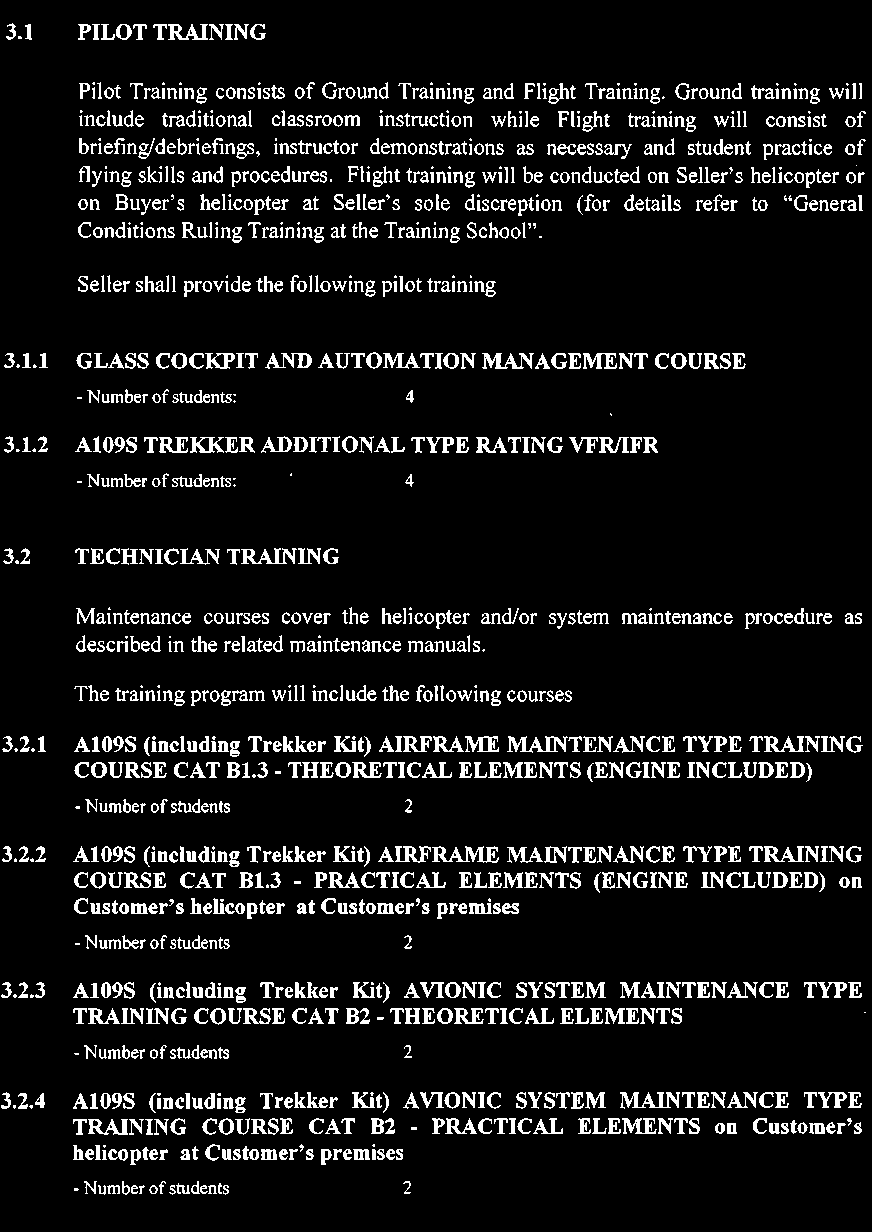 3.1 PILOT TRAINING
Pilot Training consists of Ground Training and Flight Training. Ground training will
include traditional classroom instruction while Flight training will consist of
briefing/debriefings, instructor demonstrations as necessary and student practice of
flying skills and procedures. Flight training will be conducted on Seller's helicopter or
on Buyer's helicopter at Seller's sole discreption (for details refer to “General
Conditions Ruling Training at the Training School”.
Seller shall provide the following pilot training
3.1.1 GLASS COCKPIT AND AUTOMATION MANAGEMENT COURSE
- Number of students: 4
3.1.2 A109S TREKKER ADDITIONAL TYPE RATING VFR/IFR
- Number of students: 4
3.2 TECHNICIAN TRAINING
Maintenance courses cover the helicopter and/or system maintenance procedure as
described in the related maintenance manuals.
The training program will include the following courses
3.2.1 A109S (including Trekker Kit) AIRFRAME MAINTENANCE TYPE TRAINING
COURSE CAT B1.3 - THEORETICAL ELEMENTS (ENGINE INCLUDED)
- Number of students 2
3.2.2 A109S (including Trekker Kit) AIRFRAME MAINTENANCE TYPE TRAINING
COURSE CAT B1.3 - PRACTICAL ELEMENTS (ENGINE INCLUDED) on
Customer's helicopter at Customer's premises
- Number of students 2
3.2.3 A109S (including Trekker Kit) AVIONIC SYSTEM MAINTENANCE TYPE
TRAINING COURSE CAT B2 - THEORETICAL ELEMENTS
- Number of students 2
3.2.4 A109S (including Trekker Kit) AVIONIC SYSTEM MAINTENANCE TYPE
TRAINING COURSE CAT B2 - PRACTICAL ELEMENTS on Customer's
helicopter at Customer's premises
- Number of students 2